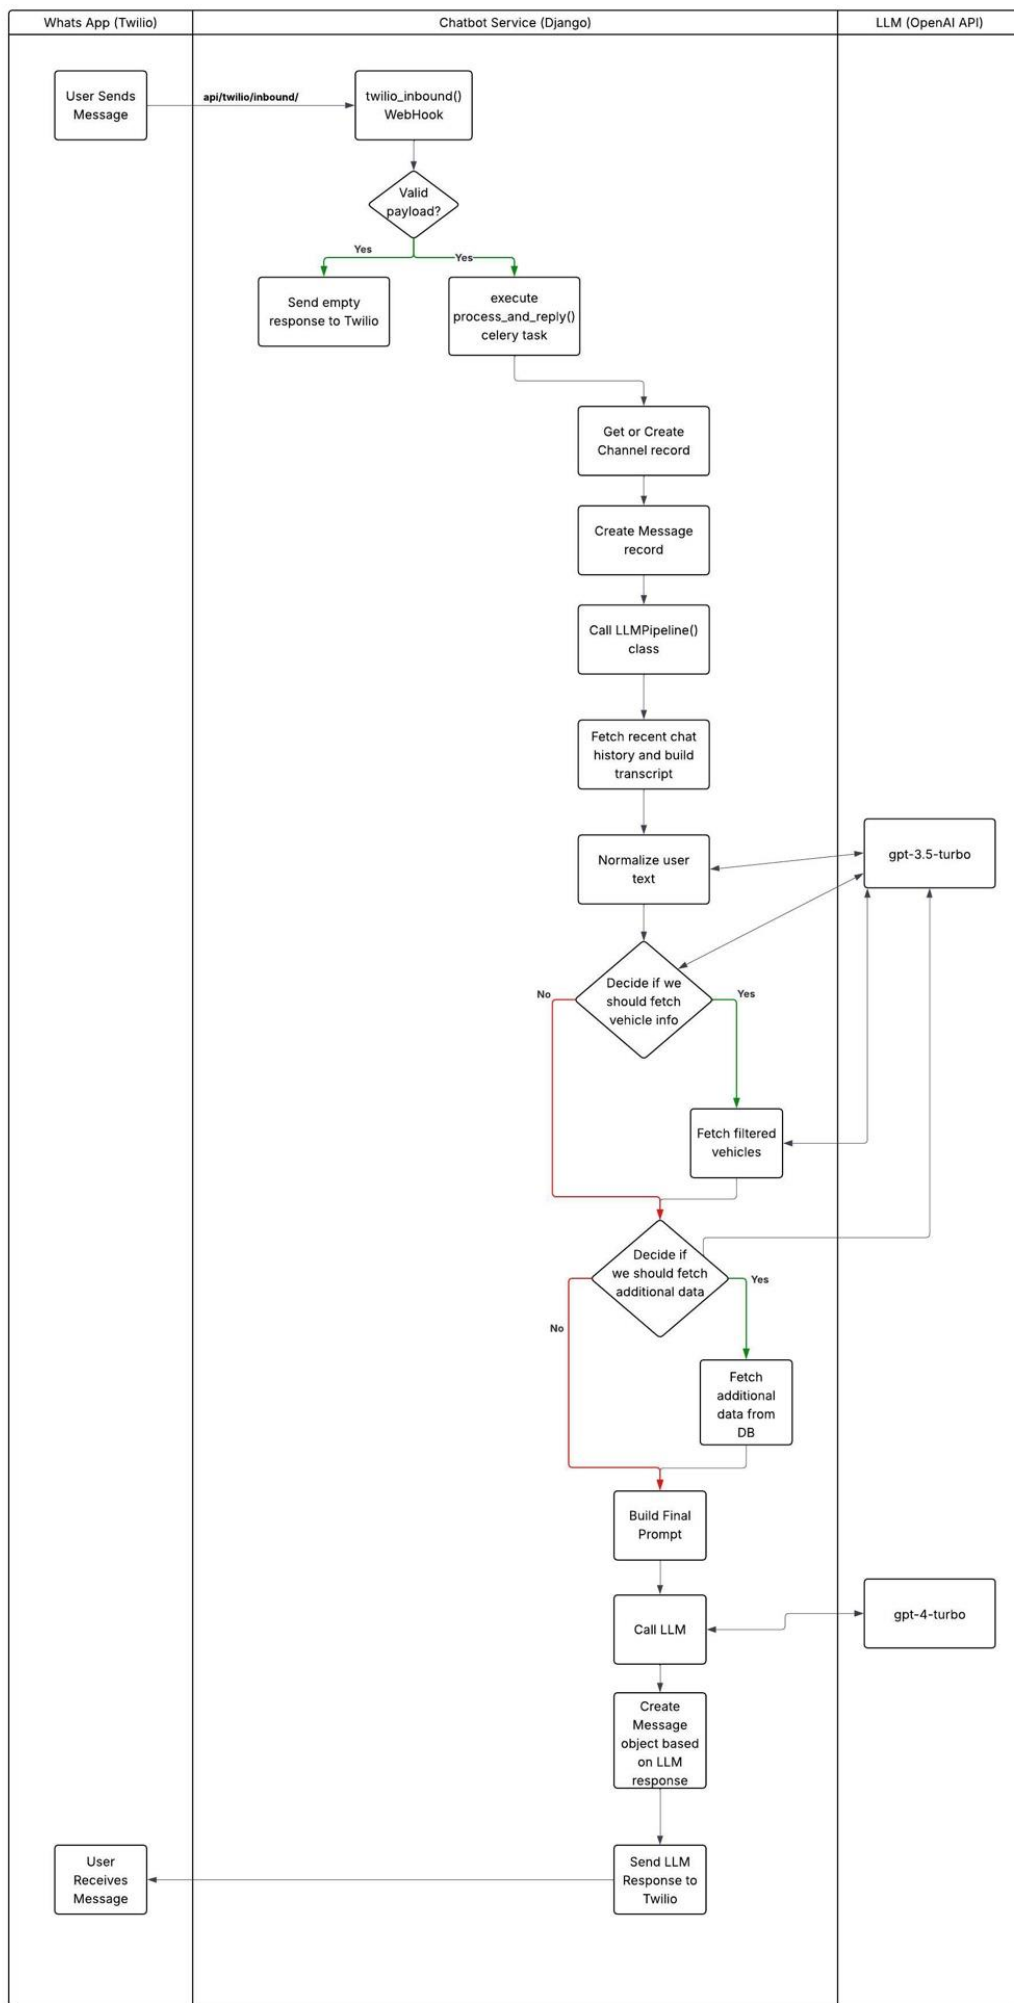 Whats App (Twilio)
Chatbot Service (Django)
LLM (OpenAI API)
User Sends
Message
api/twilio/inbound/
twilio_inbound()
WebHook
Valid
payload?
Yes
Yes
Send empty
response to Twilio
execute
process_and_reply()
celery task
Get or Create
Channel record
Create Message
record
Call LLMPipeline()
class
Fetch recent chat
history and build
transcript
Normalize user
text
gpt-3.5-turbo
Decide if we
should fetch
vehicle info
No
Yes
Fetch filtered
vehicles
Decide if
we should fetch
additional data
Yes
No
Fetch
additional
data from
DB
Build Final
Prompt
Call LLM
gpt-4-turbo
Create
Message
object based
on LLM
response
Send LLM
Response to
Twilio
User
Receives
Message